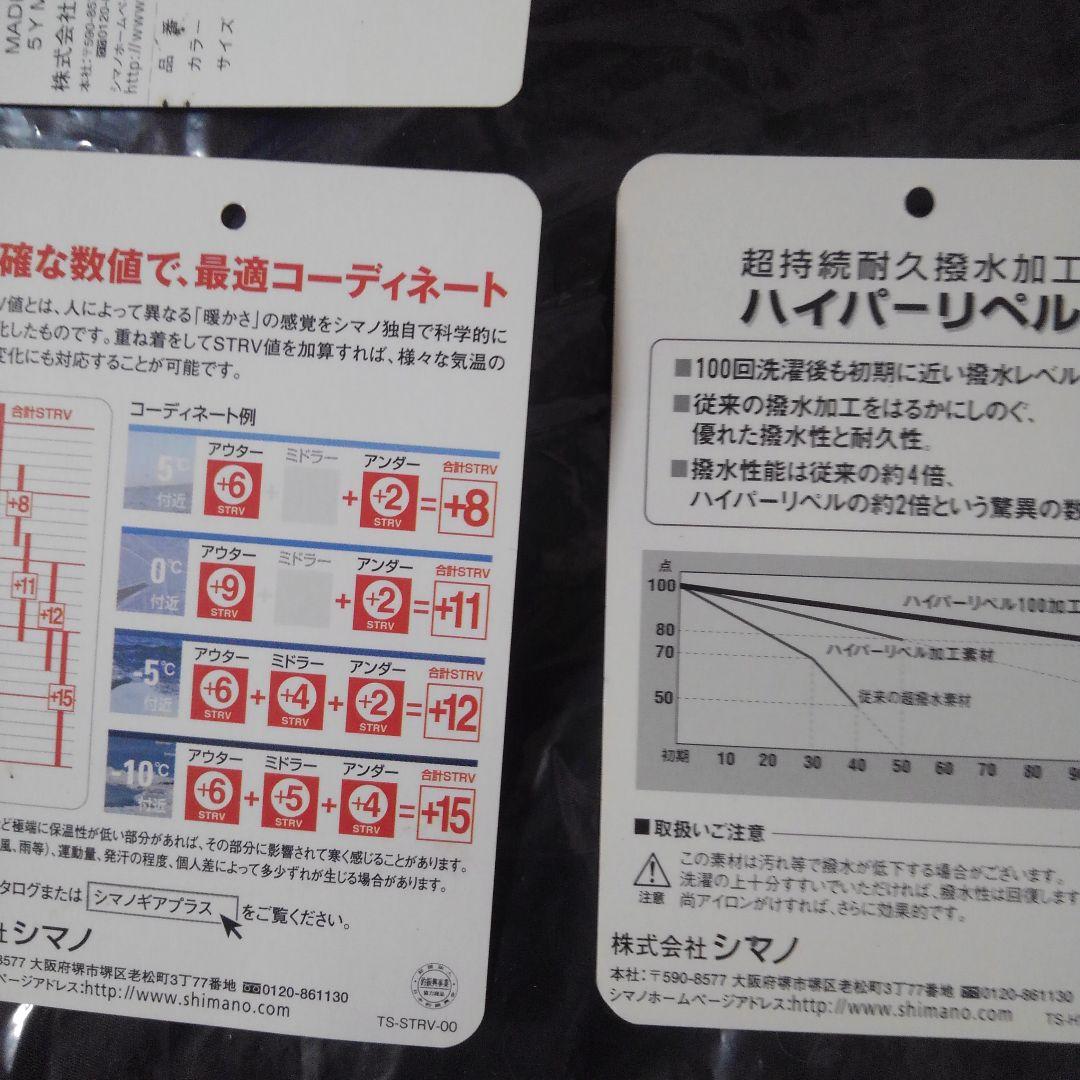 MADE
5 Y M
株式会社
本社:〒590-85
0120-8
シマノホームペー
http://www
品 番
カラー
サイズ
確な数値で、最適コーディネート
V値とは、人によって異なる「暖かさ」の感覚をシマノ独自で科学的に
化したものです。重ね着をしてSTRV値を加算すれば、様々な気温の
変化にも対応することが可能です。
合計STRV
+8
+11
+12
+15
コーディネート例
5℃付近 アウター +6 STRV ミドラー + アンダー +2 STRV = 合計STRV +8
0℃付近 アウター +9 STRV ミドラー + アンダー +2 STRV = 合計STRV +11
-5℃付近 アウター +6 STRV + ミドラー +4 STRV + アンダー +2 STRV = 合計STRV +12
-10℃付近 アウター +6 STRV + ミドラー +5 STRV + アンダー +4 STRV = 合計STRV +15
ど極端に保温性が低い部分があれば、その部分に影響されて寒く感じることがあります。
風、雨等)、運動量、発汗の程度、個人差によって多少ずれが生じる場合があります。
タログまたは シマノギアプラス をご覧ください。
社 シマノ
8577 大阪府堺市堺区老松町3丁77番地 0120-861130
ページアドレス:http://www.shimano.com
TS-STRV-00
超持続耐久撥水加工
ハイパーリペル
■100回洗濯後も初期に近い撥水レベル
■従来の撥水加工をはるかにしのぐ、
優れた撥水性と耐久性。
■撥水性能は従来の約4倍、
ハイパーリペルの約2倍という驚異の数
点
100
80
70
50
ハイパーリペル100加工
ハイパーリペル加工素材
従来の超撥水素材
初期 10 20 30 40 50 60 70 80 9
■取扱いご注意
注意
この素材は汚れ等で撥水が低下する場合がございます。
洗濯の上十分すすいでいただければ、撥水性は回復します
尚アイロンがけすれば、さらに効果的です。
株式会社 シマノ
本社:〒590-8577 大阪府堺市堺区老松町3丁77番地 0120-861130
シマノホームページアドレス:http://www.shimano.com
TS-H